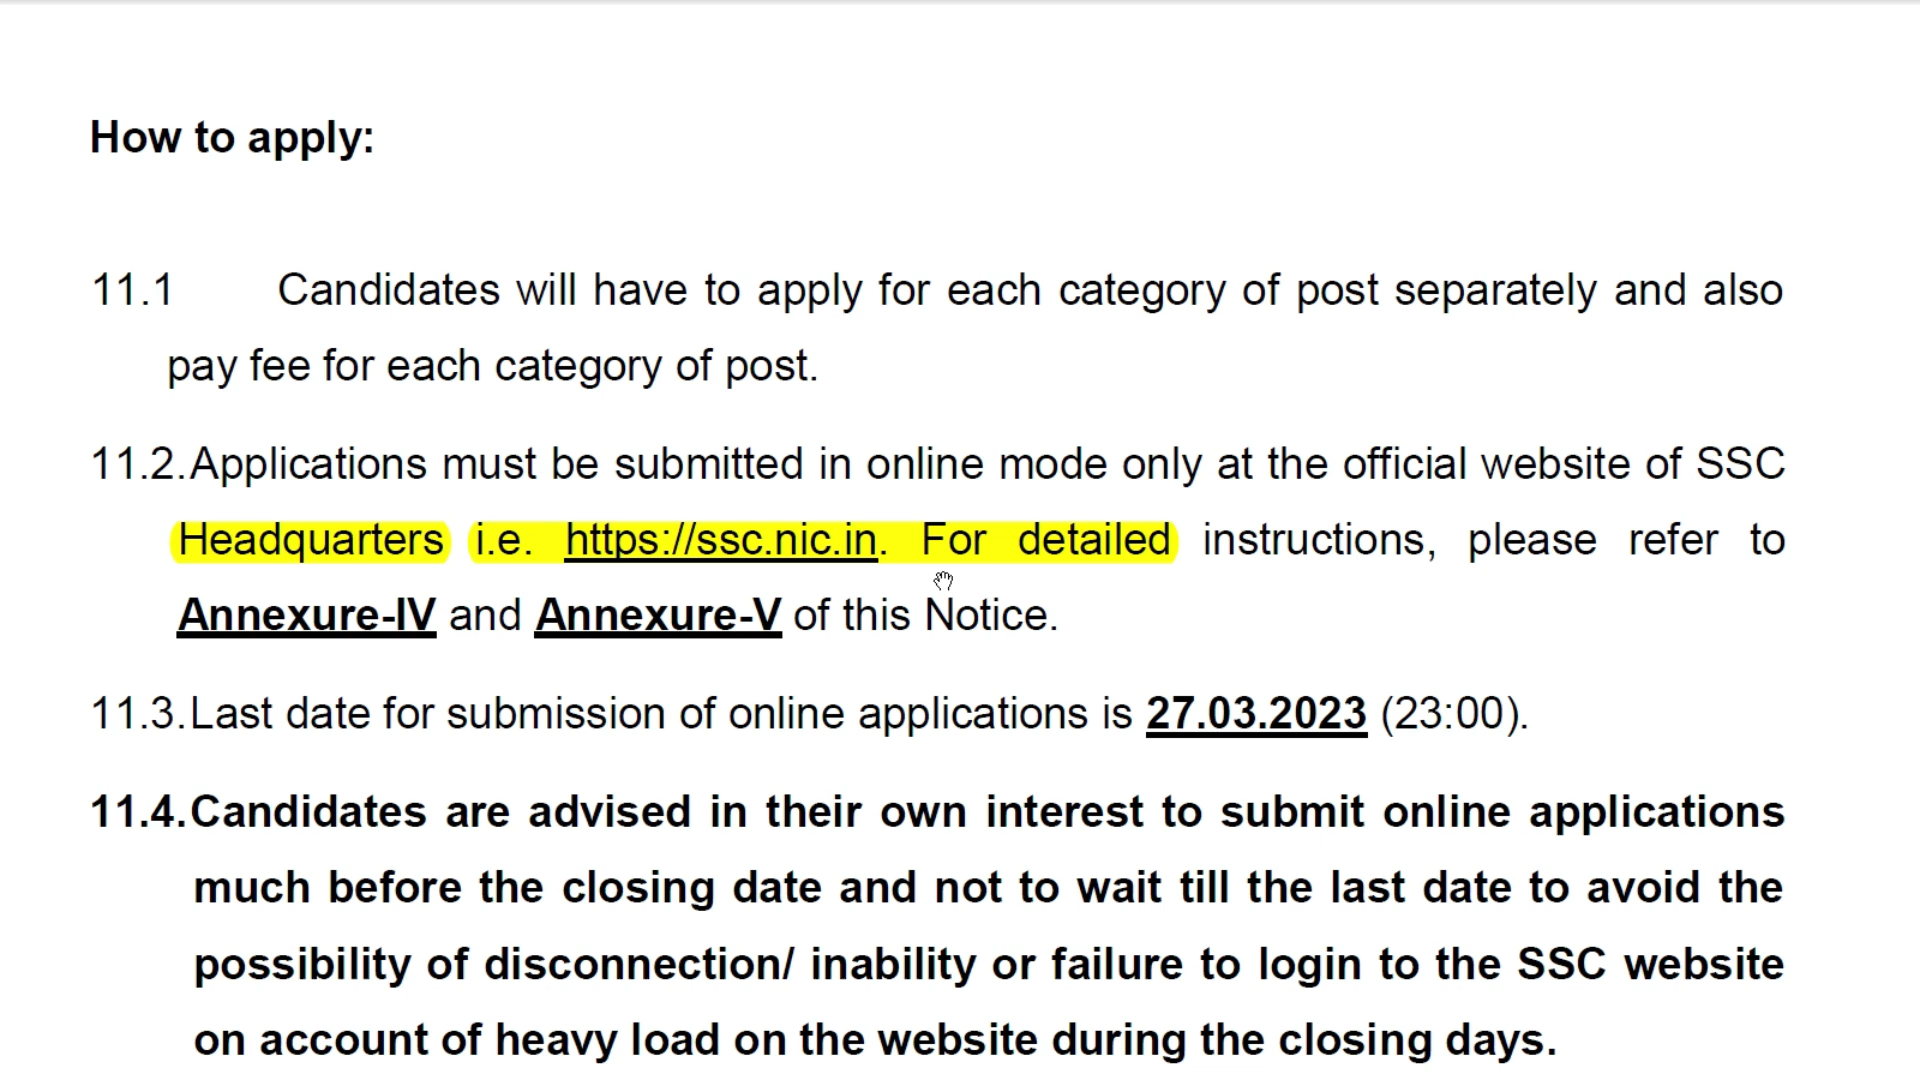 How to apply:
11.1 Candidates will have to apply for each category of post separately and also
pay fee for each category of post.
11.2.Applications must be submitted in online mode only at the official website of SSC
Headquarters i.e. https://ssc.nic.in. For detailed instructions, please refer to
Annexure-IV and Annexure-V of this Notice.
11.3.Last date for submission of online applications is 27.03.2023 (23:00).
11.4.Candidates are advised in their own interest to submit online applications
much before the closing date and not to wait till the last date to avoid the
possibility of disconnection/ inability or failure to login to the SSC website
on account of heavy load on the website during the closing days.